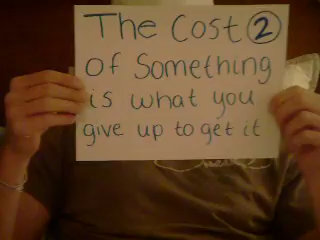 The Cost ②
of Something
is what you
give up to get it